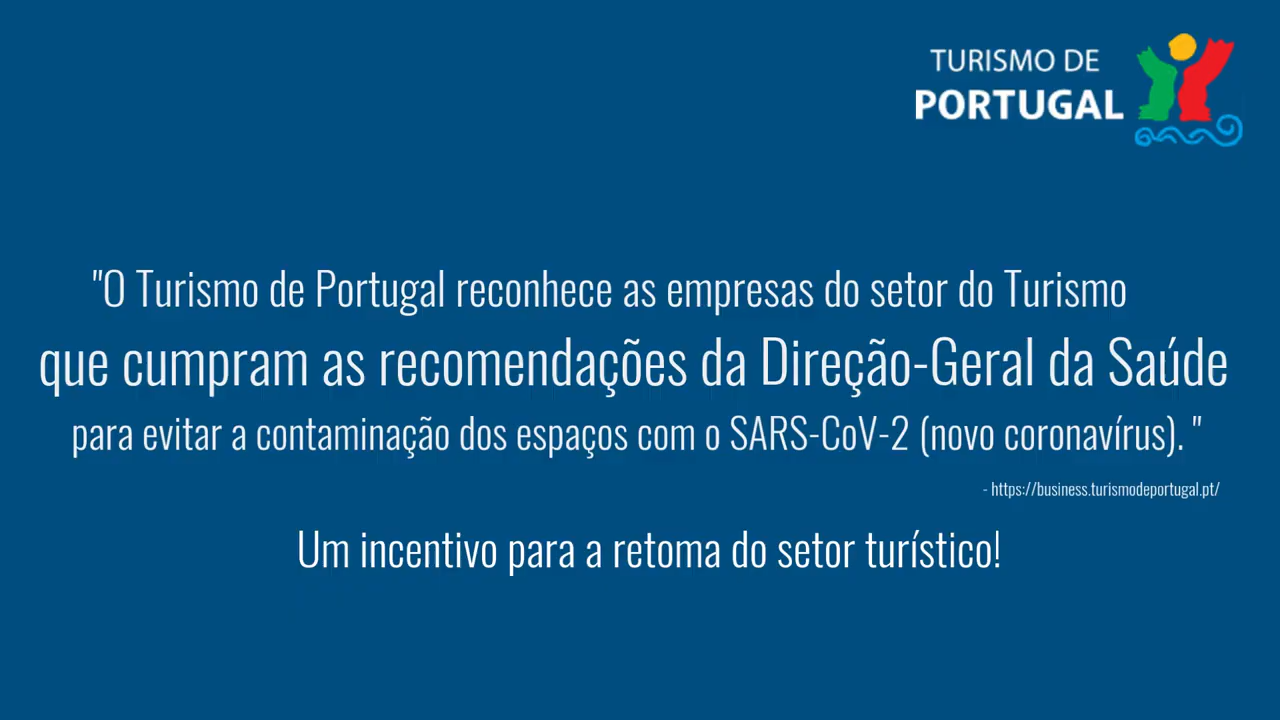 TURISMO DE
PORTUGAL
"O Turismo de Portugal reconhece as empresas do setor do Turismo
que cumpram as recomendações da Direção-Geral da Saúde
para evitar a contaminação dos espaços com o SARS-CoV-2 (novo coronavírus). "
- https://business.turismodeportugal.pt/
Um incentivo para a retoma do setor turístico!